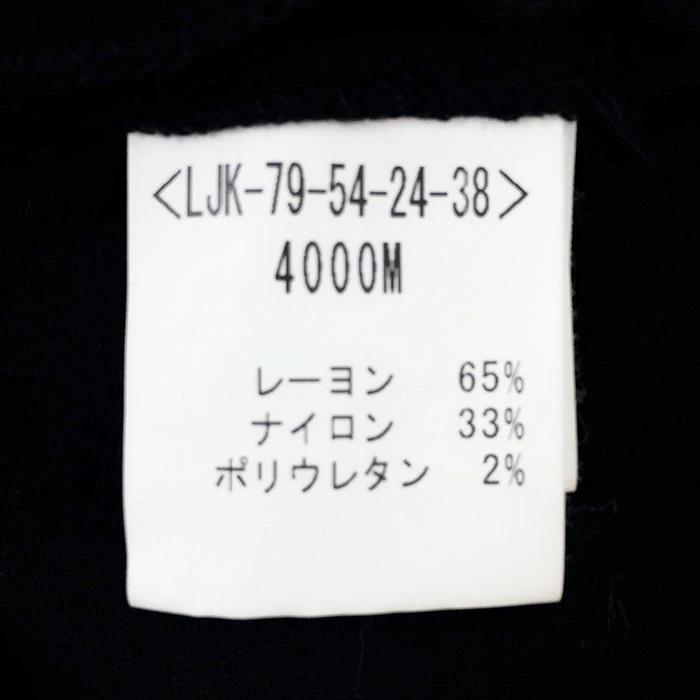 <LJK-79-54-24-38>
4000M
レーヨン 65%
ナイロン 33%
ポリウレタン 2%